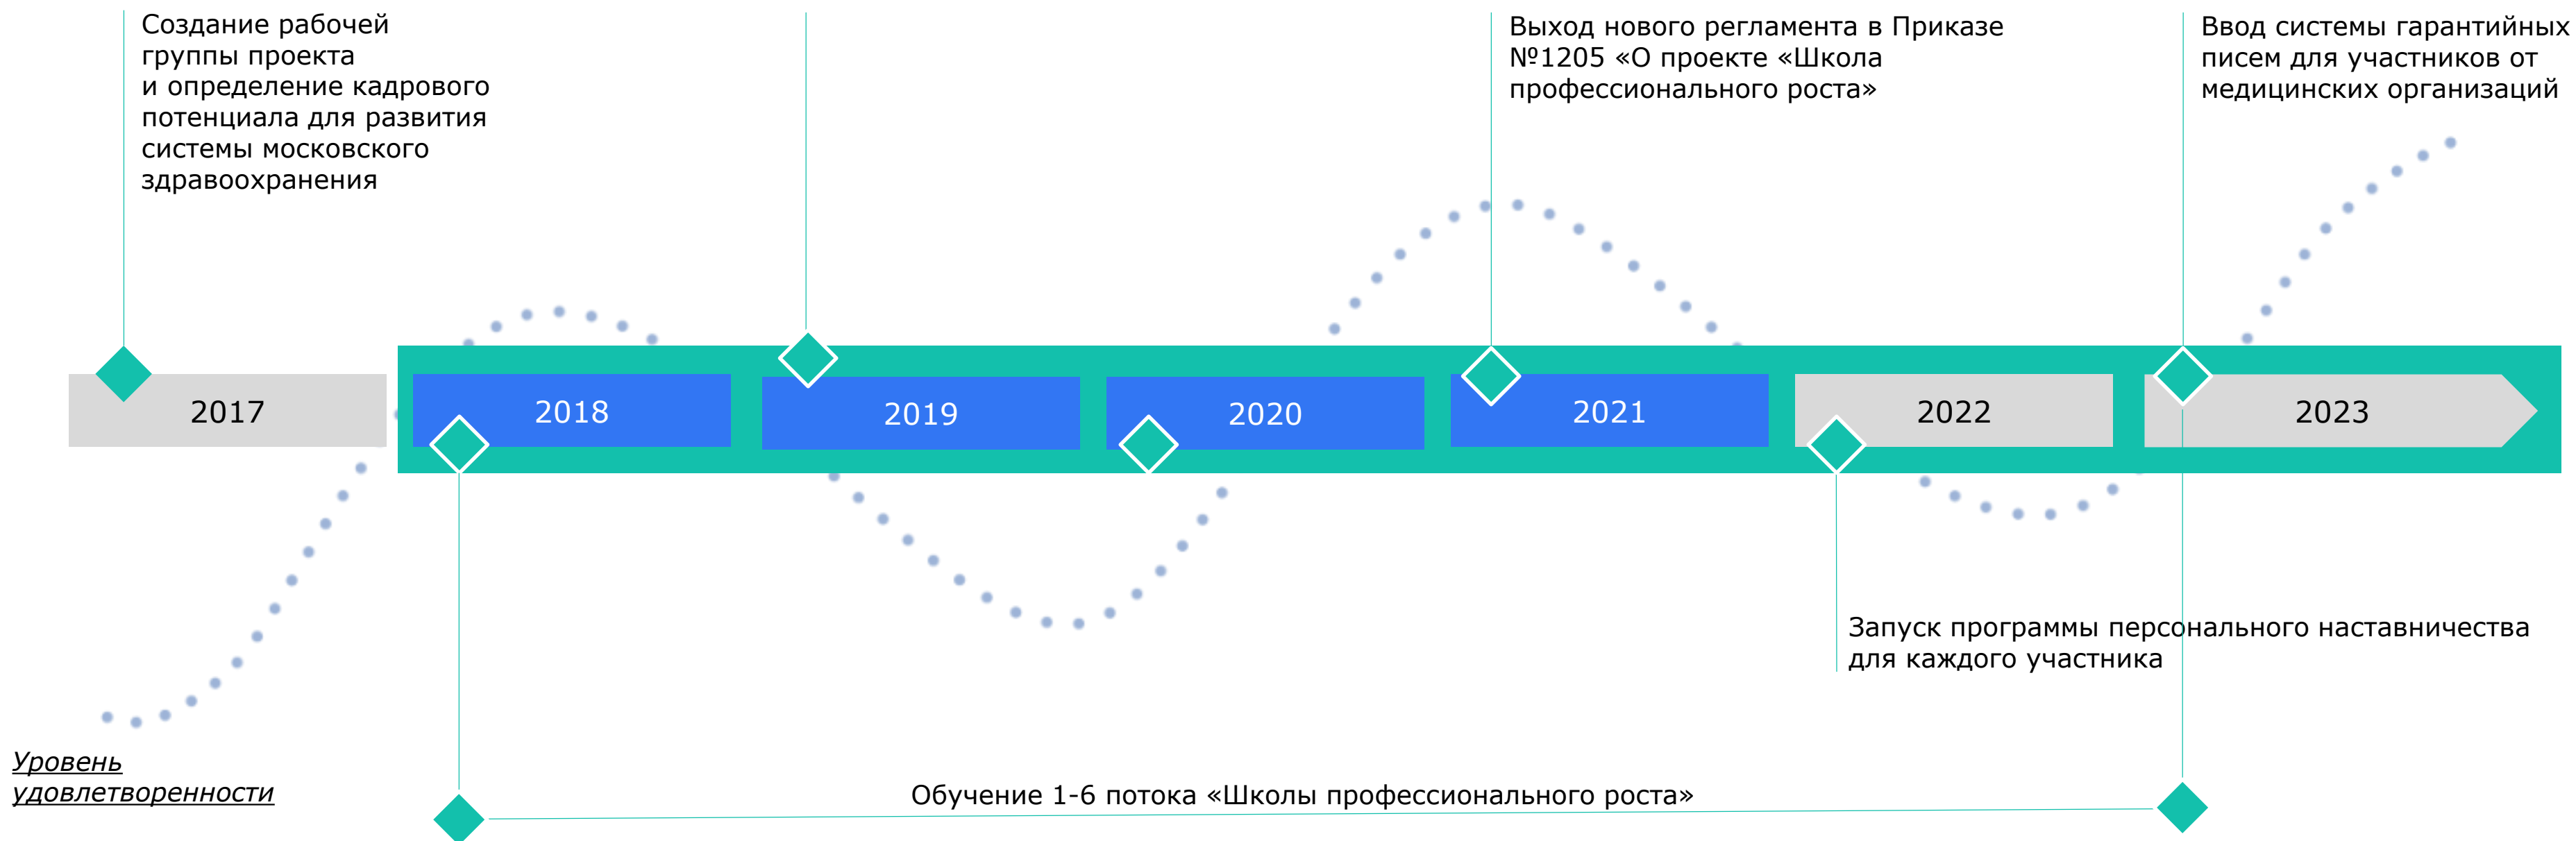 Создание рабочей
группы проекта
и определение кадрового
потенциала для развития
системы московского
здравоохранения
Выход нового регламента в Приказе
№1205 «О проекте «Школа
профессионального роста»
Ввод системы гарантийных
писем для участников от
медицинских организаций
2017
2018
2019
2020
2021
2022
2023
Запуск программы персонального наставничества
для каждого участника
Уровень
удовлетворенности
Обучение 1-6 потока «Школы профессионального роста»